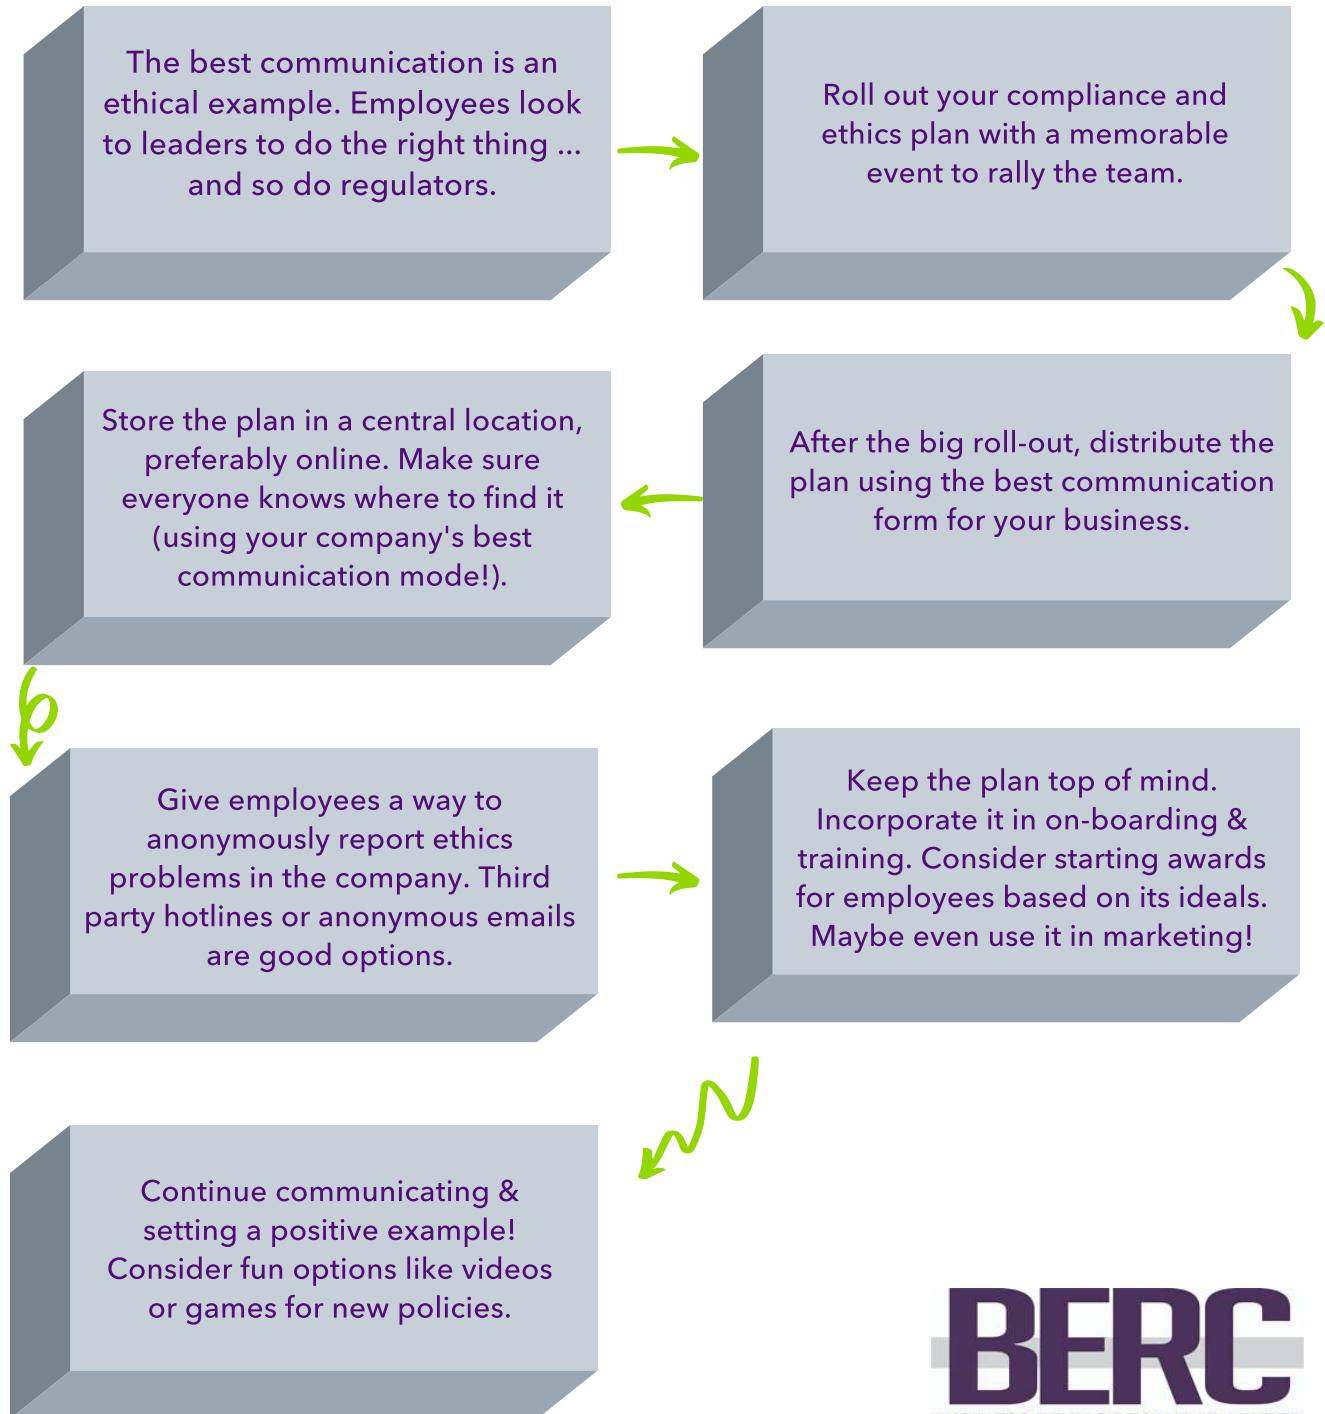 The best communication is an
ethical example. Employees look
to leaders to do the right thing ...
and so do regulators.
Roll out your compliance and
ethics plan with a memorable
event to rally the team.
After the big roll-out, distribute the
plan using the best communication
form for your business.
Store the plan in a central location,
preferably online. Make sure
everyone knows where to find it
(using your company's best
communication mode!).
Give employees a way to
anonymously report ethics
problems in the company. Third
party hotlines or anonymous emails
are good options.
Keep the plan top of mind.
Incorporate it in on-boarding &
training. Consider starting awards
for employees based on its ideals.
Maybe even use it in marketing!
Continue communicating &
setting a positive example!
Consider fun options like videos
or games for new policies.
BERC